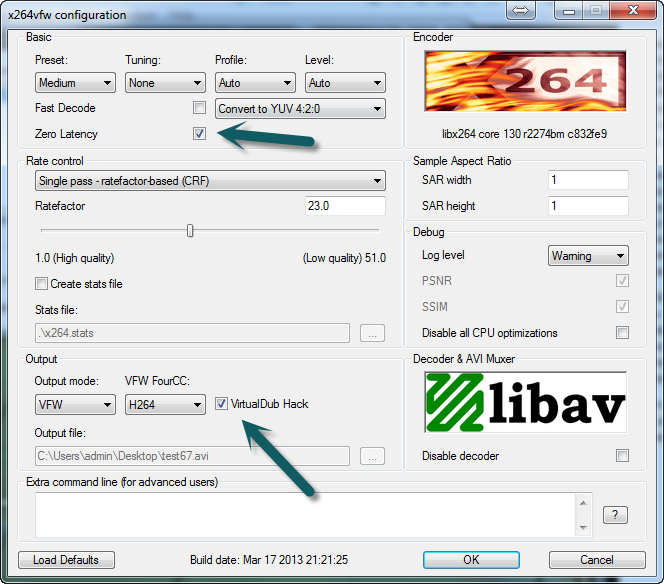 x264vfw configuration
Basic
Preset: Tuning: Profile: Level:
Medium None Auto Auto
Fast Decode Convert to YUV 4:2:0
Zero Latency
Encoder
264
libx264 core 130 r2274bm c832fe9
Rate control
Single pass - ratefactor-based (CRF)
Ratefactor 23.0
1.0 (High quality) (Low quality) 51.0
Create stats file
Stats file:
.\x264.stats ...
Sample Aspect Ratio
SAR width 1
SAR height 1
Debug
Log level Warning
PSNR
SSIM
Disable all CPU optimizations
Output
Output mode: VFW FourCC:
VFW H264 VirtualDub Hack
Output file:
C:\Users\admin\Desktop\test67.avi ...
Decoder & AVI Muxer
libav
Disable decoder
Extra command line (for advanced users)
?
Load Defaults Build date: Mar 17 2013 21:21:25 OK Cancel